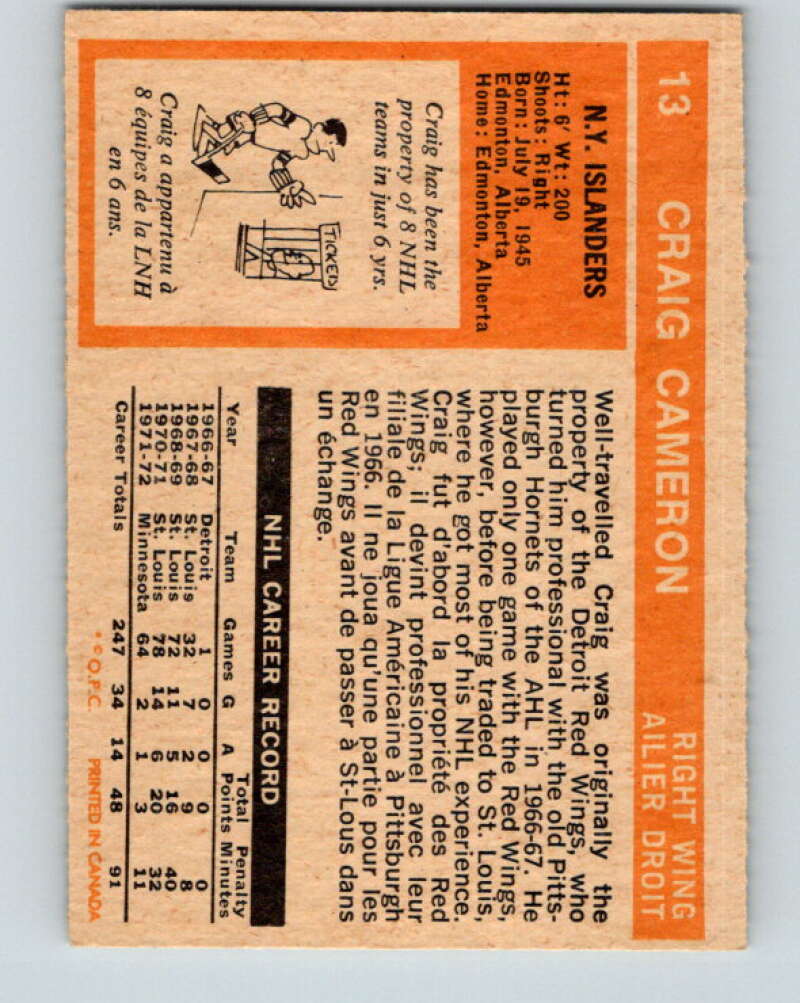 13 CRAIG CAMERON
RIGHT WING
AILIER DROIT
N.Y. ISLANDERS
Ht: 6' Wt: 200
Shoots: Right
Born: July 19, 1945
Edmonton, Alberta
Home: Edmonton, Alberta
Craig has been the
property of 8 NHL
teams in just 6 yrs.
TICKETS
Craig a appartenu à
8 équipes de la LNH
en 6 ans.
Well-travelled Craig was originally the
property of the Detroit Red Wings, who
turned him professional with the old Pitts-
burgh Hornets of the AHL in 1966-67. He
played only one game with the Red Wings,
however, before being traded to St. Louis,
where he got most of his NHL experience.
Craig fut d'abord la propriété des Red
Wings; il devint professionnel avec leur
filiale de la Ligue Américaine à Pittsburgh
en 1966. Il ne joua qu'une partie pour les
Red Wings avant de passer à St-Lous dans
un échange.
NHL CAREER RECORD
Total Penalty
Year Team Games G A Points Minutes
1966-67 Detroit 1 0 0 0 0
1967-68 St. Louis 32 7 2 9 8
1968-69 St. Louis 72 11 5 16 40
1970-71 St. Louis 78 14 6 20 32
1971-72 Minnesota 64 2 1 3 11
Career Totals 247 34 14 48 91
* © O.P.C. PRINTED IN CANADA